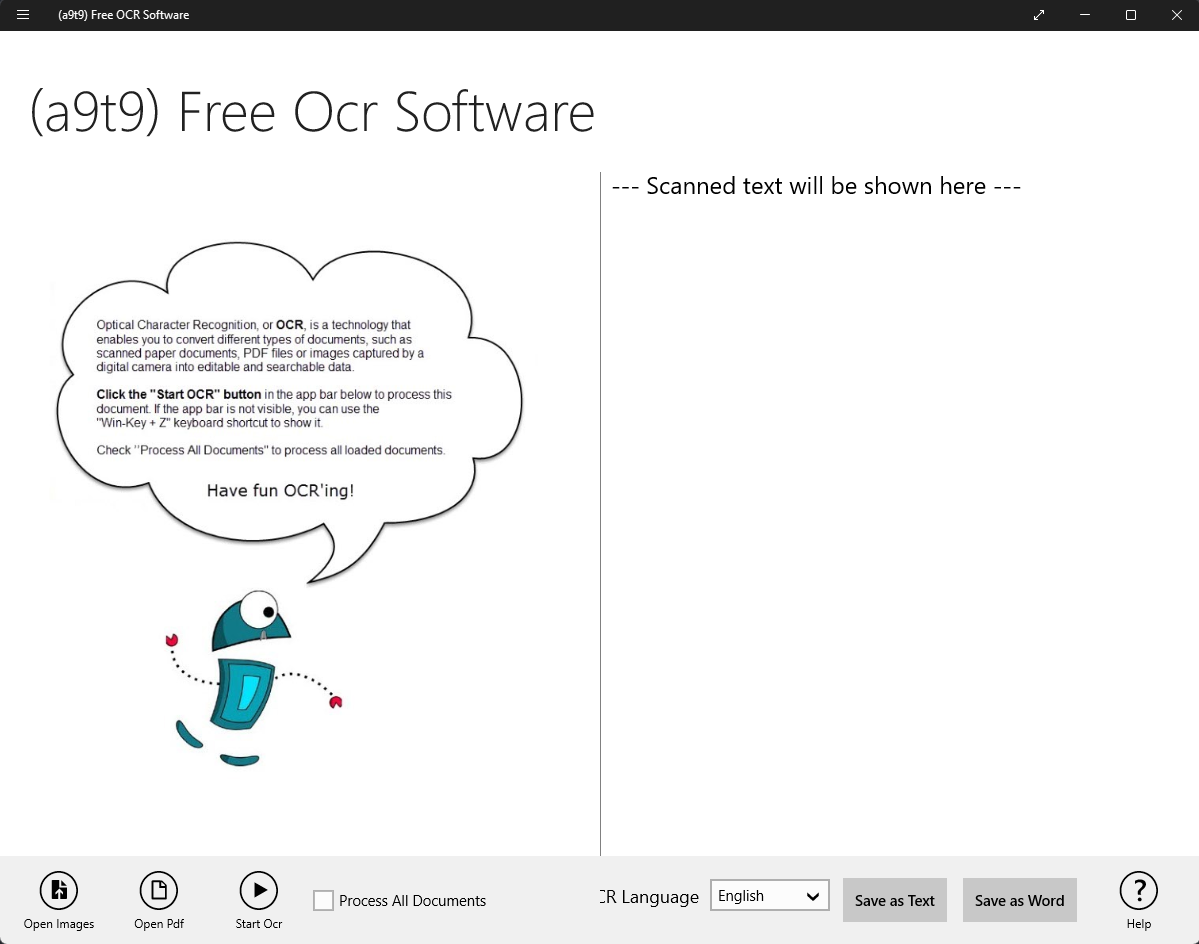 (a9t9) Free OCR Software
(a9t9) Free Ocr Software
Optical Character Recognition, or OCR, is a technology that
enables you to convert different types of documents, such as
scanned paper documents, PDF files or images captured by a
digital camera into editable and searchable data.
Click the "Start OCR" button in the app bar below to process this
document. If the app bar is not visible, you can use the
"Win-Key + Z" keyboard shortcut to show it.
Check "Process All Documents" to process all loaded documents.
Have fun OCR'ing!
--- Scanned text will be shown here ---
Open Images
Open Pdf
Start Ocr
Process All Documents
CR Language
English
Save as Text
Save as Word
Help